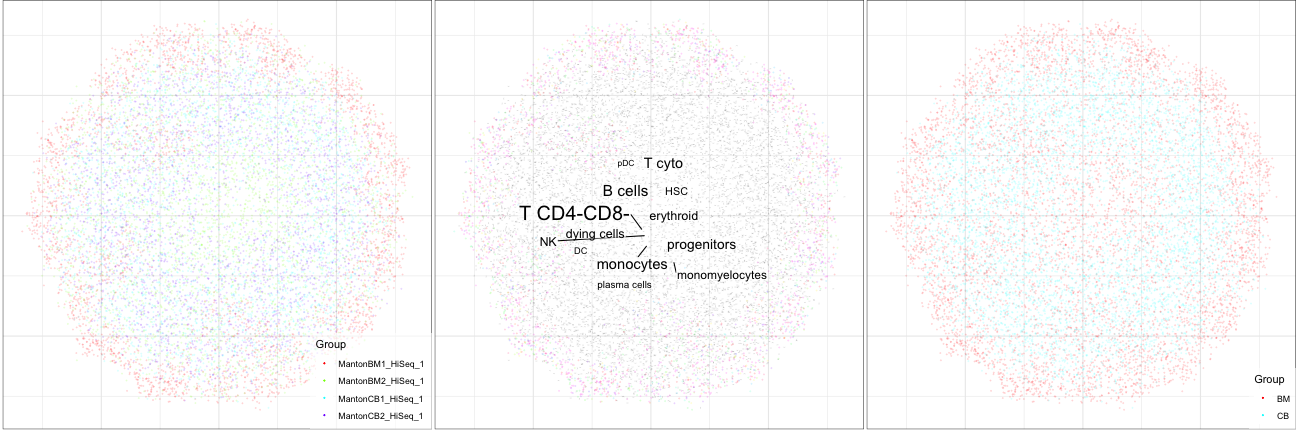 Group
MantonBM1_HiSeq_1
MantonBM2_HiSeq_1
MantonCB1_HiSeq_1
MantonCB2_HiSeq_1
pDC
T cyto
B cells
HSC
T CD4-CD8-
erythroid
dying cells
NK
progenitors
DC
monocytes
monomyelocytes
plasma cells
Group
BM
CB